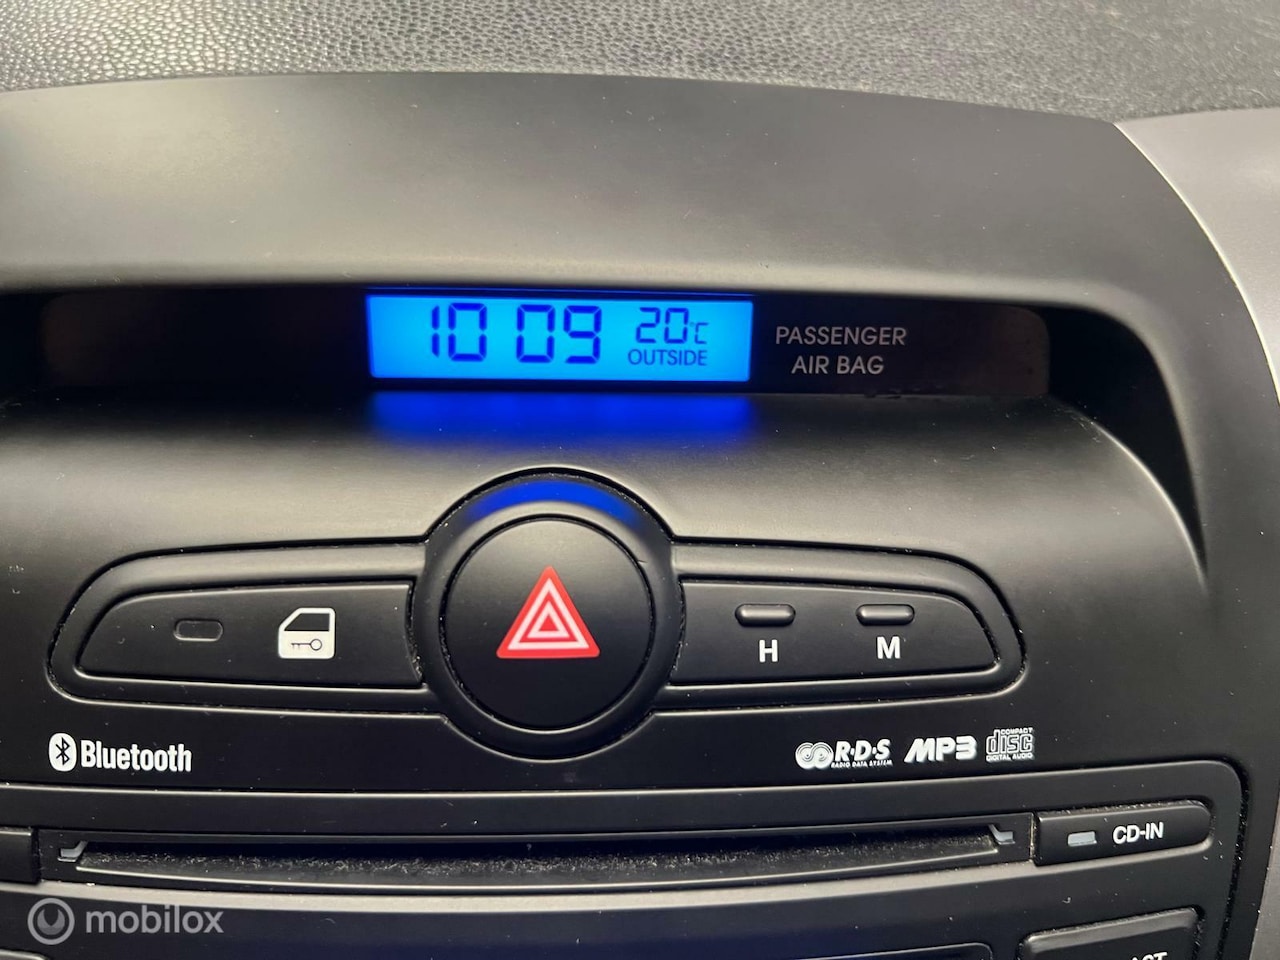 10 09 20°C
OUTSIDE
PASSENGER
AIR BAG
H M
Bluetooth
R·D·S
RADIO DATA SYSTEM
MP3
COMPACT
disc
DIGITAL AUDIO
CD-IN
mobilox